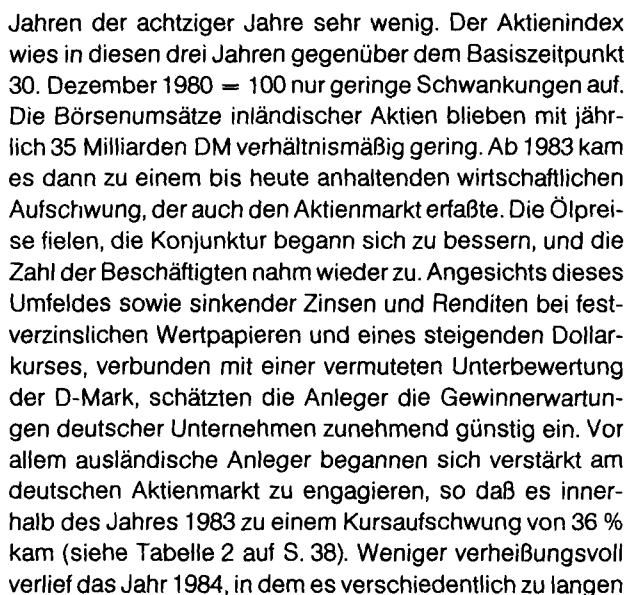 Jahren der achtziger Jahre sehr wenig. Der Aktienindex
wies in diesen drei Jahren gegenüber dem Basiszeitpunkt
30. Dezember 1980 = 100 nur geringe Schwankungen auf.
Die Börsenumsätze inländischer Aktien blieben mit jähr-
lich 35 Milliarden DM verhältnismäßig gering. Ab 1983 kam
es dann zu einem bis heute anhaltenden wirtschaftlichen
Aufschwung, der auch den Aktienmarkt erfaßte. Die Ölprei-
se fielen, die Konjunktur begann sich zu bessern, und die
Zahl der Beschäftigten nahm wieder zu. Angesichts dieses
Umfeldes sowie sinkender Zinsen und Renditen bei fest-
verzinslichen Wertpapieren und eines steigenden Dollar-
kurses, verbunden mit einer vermuteten Unterbewertung
der D-Mark, schätzten die Anleger die Gewinnerwartun-
gen deutscher Unternehmen zunehmend günstig ein. Vor
allem ausländische Anleger begannen sich verstärkt am
deutschen Aktienmarkt zu engagieren, so daß es inner-
halb des Jahres 1983 zu einem Kursaufschwung von 36 %
kam (siehe Tabelle 2 auf S. 38). Weniger verheißungsvoll
verlief das Jahr 1984, in dem es verschiedentlich zu langen